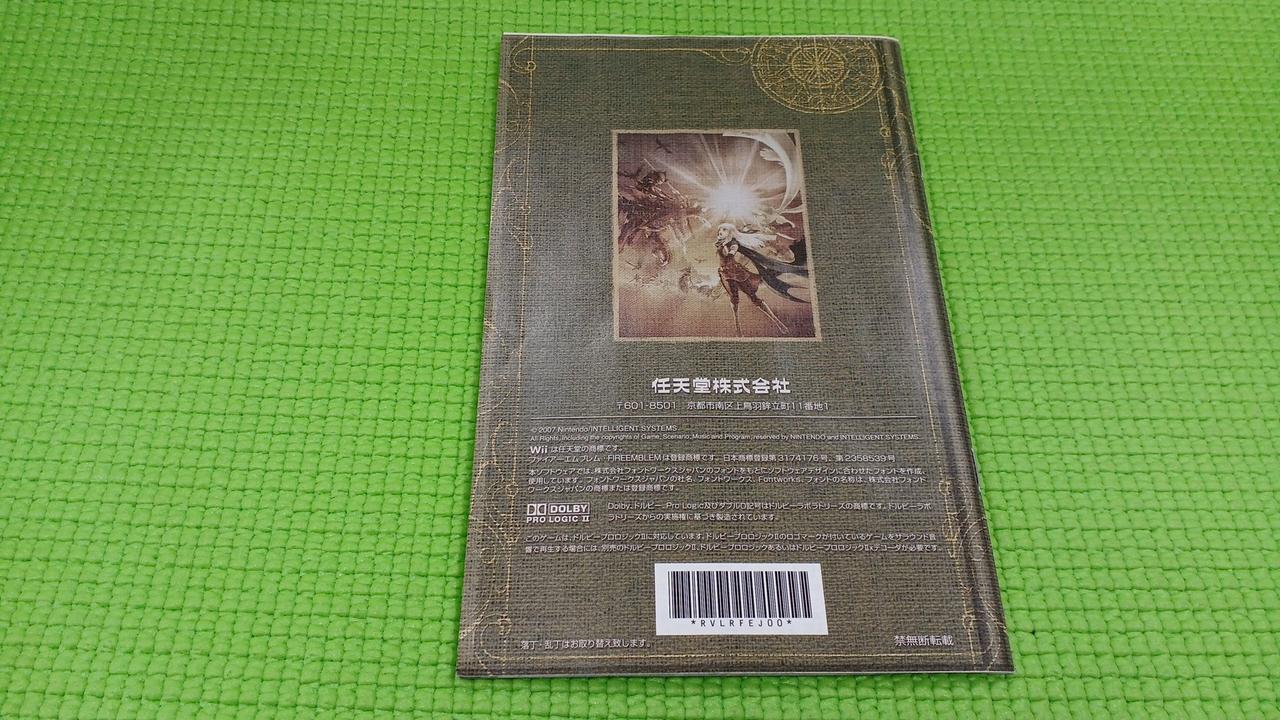 任天堂株式会社
〒601-8501 京都市南区上鳥羽鉾立町11番地1
© 2007 Nintendo/INTELLIGENT SYSTEMS
All Rights, including the copyrights of Game, Scenario, Music and Program, reserved by NINTENDO and INTELLIGENT SYSTEMS.
Wiiは任天堂の商標です。
ファイアーエムブレム・FIREEMBLEMは登録商標です。日本商標登録第3174176号、第2358539号
本ソフトウェアでは、株式会社フォントワークスジャパンのフォントをもとにソフトウェアデザインに合わせたフォントを作成、
使用しています。フォントワークスジャパンの社名、フォントワークス、Fontworks、フォントの名称は、株式会社フォント
ワークスジャパンの商標または登録商標です。
DOLBY
PRO LOGIC II
Dolby、ドルビー、Pro Logic及びダブルD記号はドルビーラボラトリーズの商標です。ドルビーラボ
ラトリーズからの実施権に基づき製造されています。
このゲームは、ドルビープロロジックIIに対応しています。ドルビープロロジックIIのロゴマークが付いているゲームをサラウンド音
響で再生する場合には、別売のドルビープロロジックII、ドルビープロロジックあるいはドルビープロロジックIIxデコーダが必要です。
*RVLRFEJ00*
落丁・乱丁はお取り替え致します。
禁無断転載